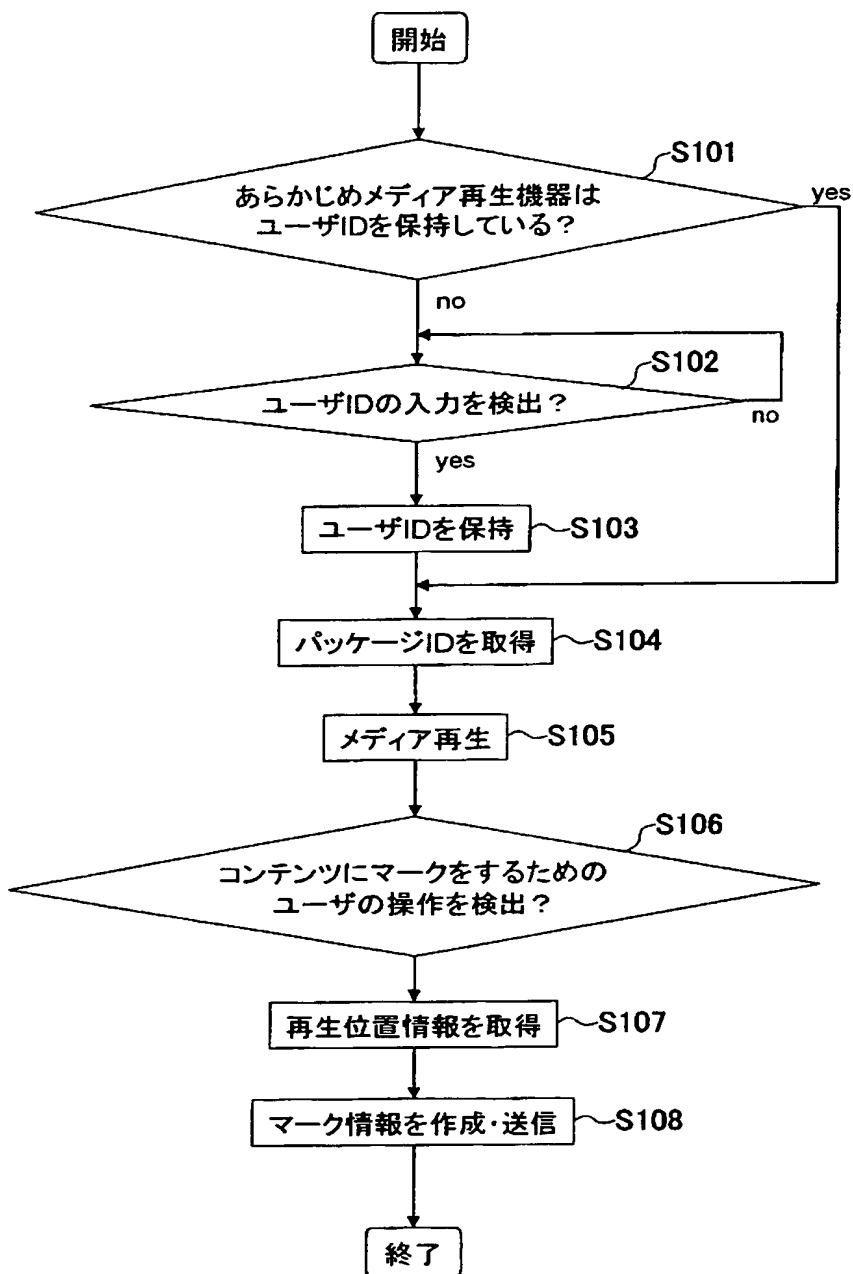 開始
S101
あらかじめメディア再生機器は
ユーザIDを保持している?
yes
no
S102
ユーザIDの入力を検出?
no
yes
ユーザIDを保持
S103
パッケージIDを取得
S104
メディア再生
S105
S106
コンテンツにマークをするための
ユーザの操作を検出?
再生位置情報を取得
S107
マーク情報を作成・送信
S108
終了